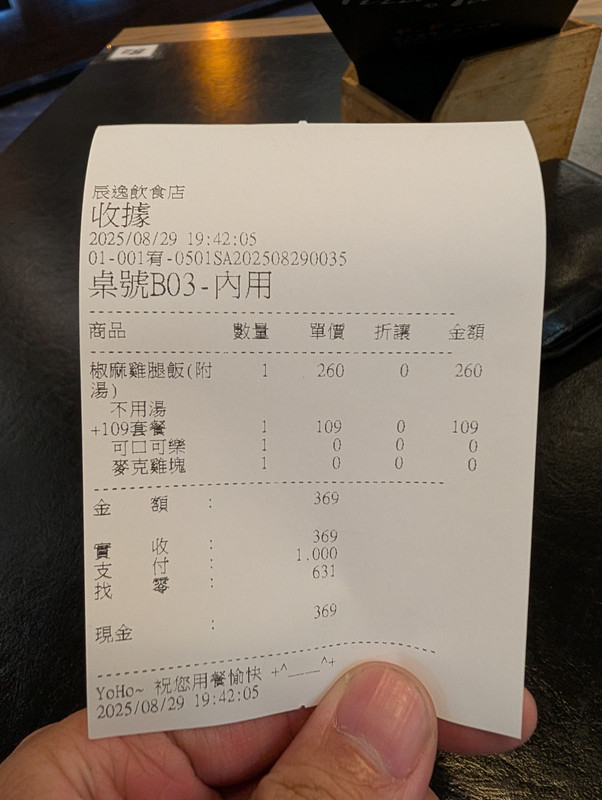 辰逸飲食店
收據
2025/08/29 19:42:05
01-001宥-0501SA202508290035
桌號B03-內用
商品 數量 單價 折讓 金額
椒麻雞腿飯(附 1 260 0 260
湯)
不用湯
+109套餐 1 109 0 109
可口可樂 1 0 0 0
麥克雞塊 1 0 0 0
金 額 : 369
實 收 : 369
支 付 : 1.000
找 零 : 631
現金 : 369
YoHo~ 祝您用餐愉快 +^___^+
2025/08/29 19:42:05